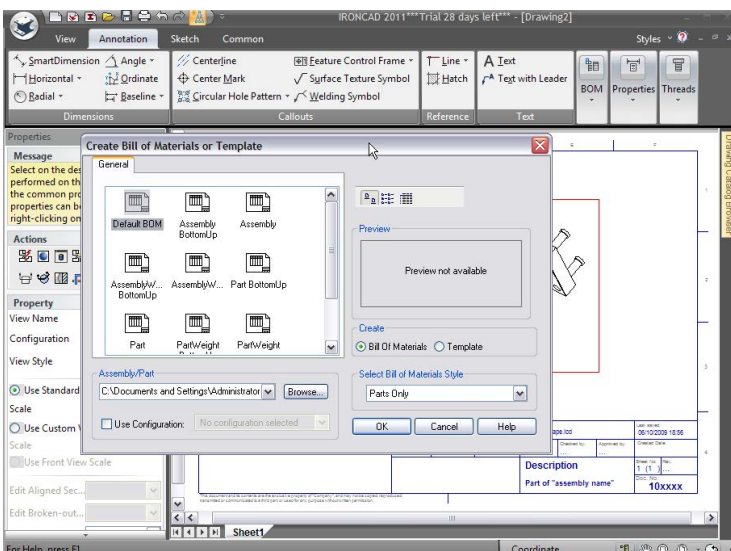 IRONCAD 2011***Trial 28 days left*** - [Drawing2]
View Annotation Sketch Common Styles
SmartDimension Angle Centerline Feature Control Frame Line A Text
Horizontal Ordinate Center Mark Surface Texture Symbol Hatch Text with Leader
Radial Baseline Circular Hole Pattern Welding Symbol
BOM Properties Threads
Dimensions Callouts Reference Text
Properties
Message
Select on the
performed on th
the common pro
properties can b
right-clicking on
Actions
Property
View Name
Configuration
View Style
Use Standard
Scale
Use Custom
Scale
Use Front View Scale
Edit Aligned Sec...
Edit Broken-out...
Create Bill of Materials or Template
General
Default BOM
Assembly BottomUp
Assembly
AssemblyW... BottomUp
AssemblyW...
Part BottomUp
Part
PartWeight
PartWeight
Preview
Preview not available
Create
Bill Of Materials Template
Assembly/Part
C:\Documents and Settings\Administrator
Browse...
Use Configuration: No configuration selected
Select Bill of Materials Style
Parts Only
OK Cancel Help
Drawing Catalog Browser
06/10/2009 18:56
Description
Part of "assembly name"
1 (1 )
10xxxx
Sheet1
For Help, press F1
Coordinate